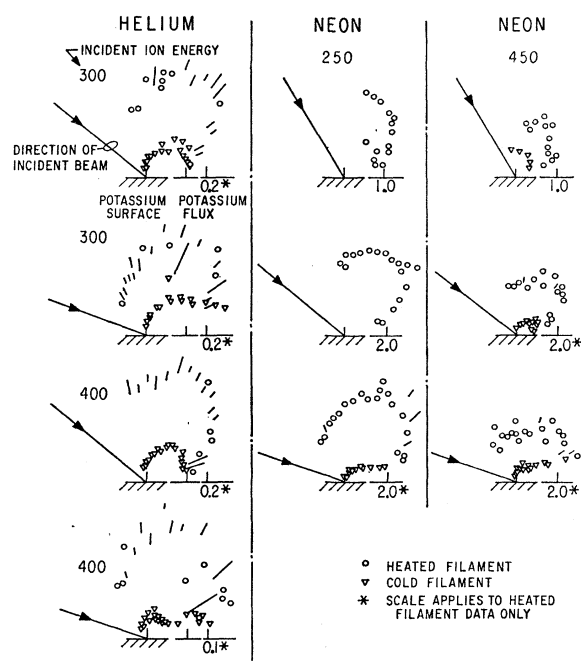 HELIUM
INCIDENT ION ENERGY
300
DIRECTION OF
INCIDENT BEAM
0.2*
POTASSIUM
SURFACE
POTASSIUM
FLUX
300
0.2*
400
0.2*
400
0.1*
NEON
250
1.0
2.0
2.0*
NEON
450
1.0
2.0*
2.0*
HEATED FILAMENT
COLD FILAMENT
* SCALE APPLIES TO HEATED
FILAMENT DATA ONLY